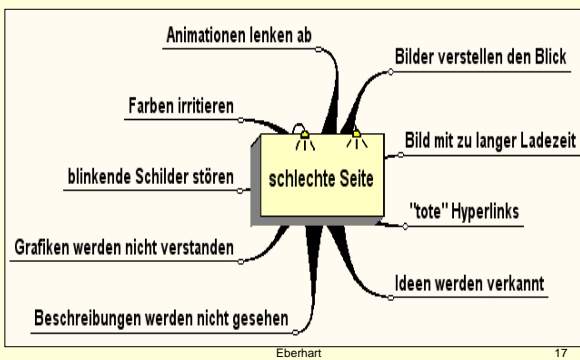 Animationen lenken ab
Bilder verstellen den Blick
Farben irritieren
Bild mit zu langer Ladezeit
blinkende Schilder stören
schlechte Seite
"tote" Hyperlinks
Grafiken werden nicht verstanden
Ideen werden verkannt
Beschreibungen werden nicht gesehen
Eberhart
17